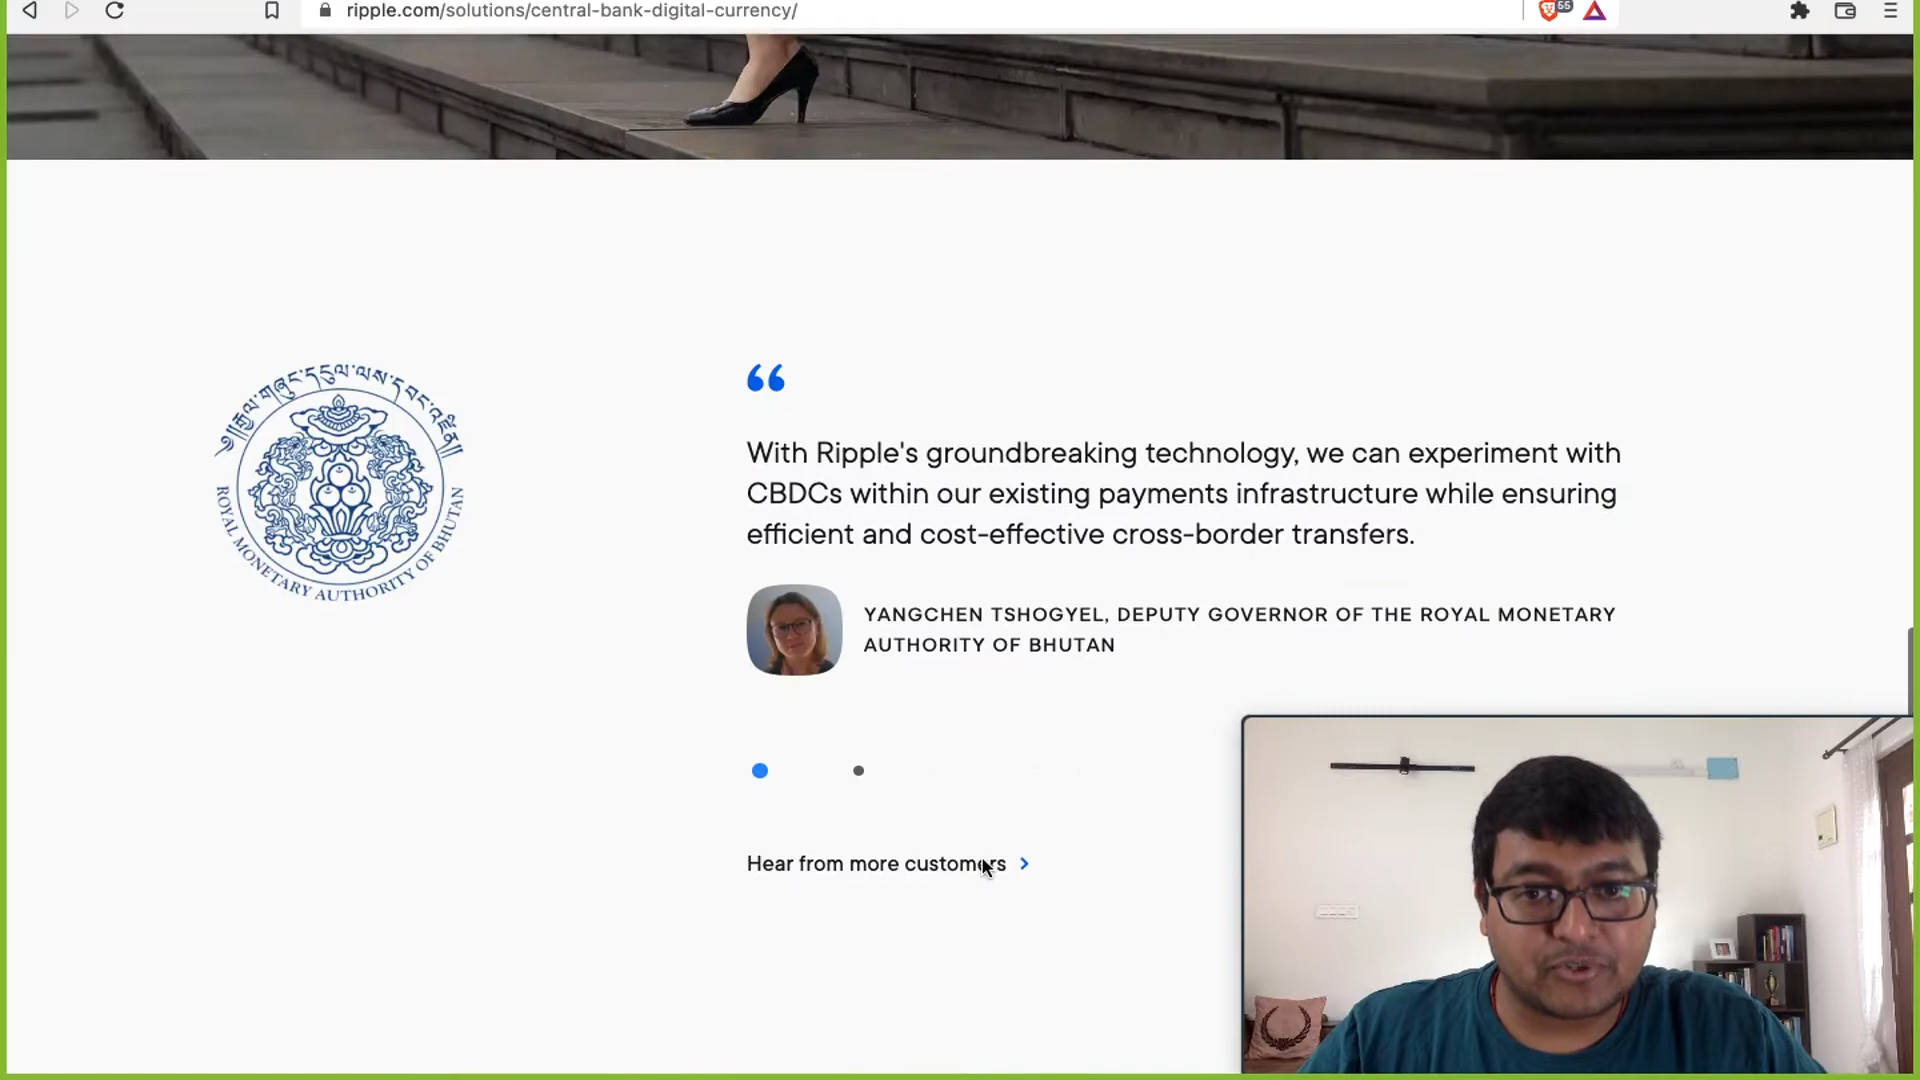 55
ripple.com/solutions/central-bank-digital-currency/
“
With Ripple's groundbreaking technology, we can experiment with
CBDCs within our existing payments infrastructure while ensuring
efficient and cost-effective cross-border transfers.
ROYAL MONETARY AUTHORITY OF BHUTAN
YANGCHEN TSHOGYEL, DEPUTY GOVERNOR OF THE ROYAL MONETARY
AUTHORITY OF BHUTAN
Hear from more customers